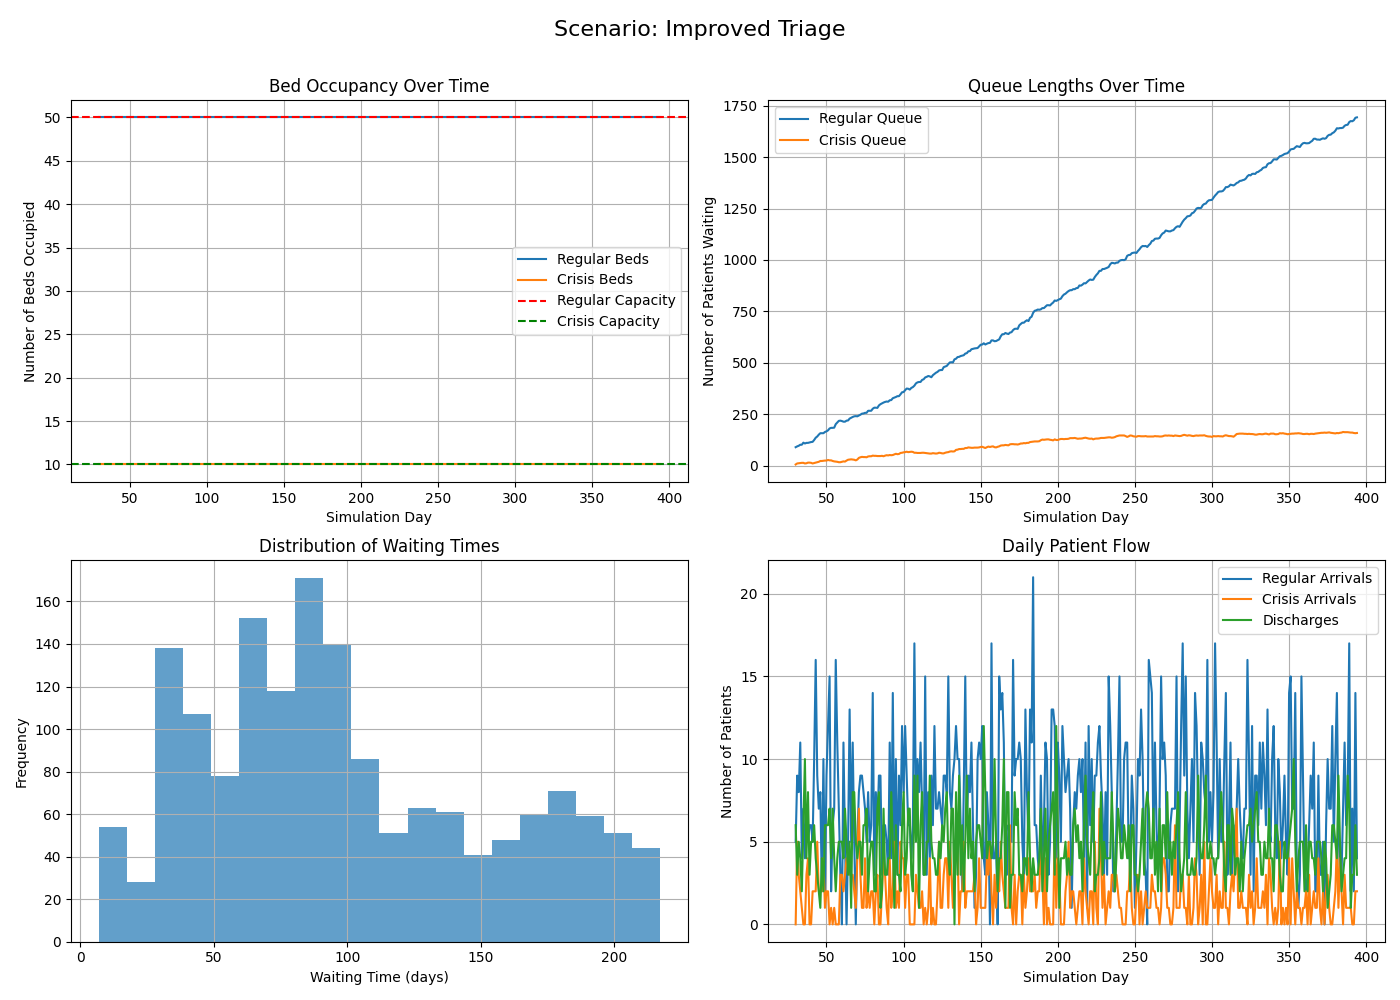 Scenario: Improved Triage
Bed Occupancy Over Time
Number of Beds Occupied
50
45
40
35
30
25
20
15
10
Regular Beds
Crisis Beds
Regular Capacity
Crisis Capacity
50 100 150 200 250 300 350 400
Simulation Day
Queue Lengths Over Time
Number of Patients Waiting
1750
1500
1250
1000
750
500
250
0
Regular Queue
Crisis Queue
50 100 150 200 250 300 350 400
Simulation Day
Distribution of Waiting Times
Frequency
160
140
120
100
80
60
40
20
0
0 50 100 150 200
Waiting Time (days)
Daily Patient Flow
Number of Patients
20
15
10
5
0
Regular Arrivals
Crisis Arrivals
Discharges
50 100 150 200 250 300 350 400
Simulation Day